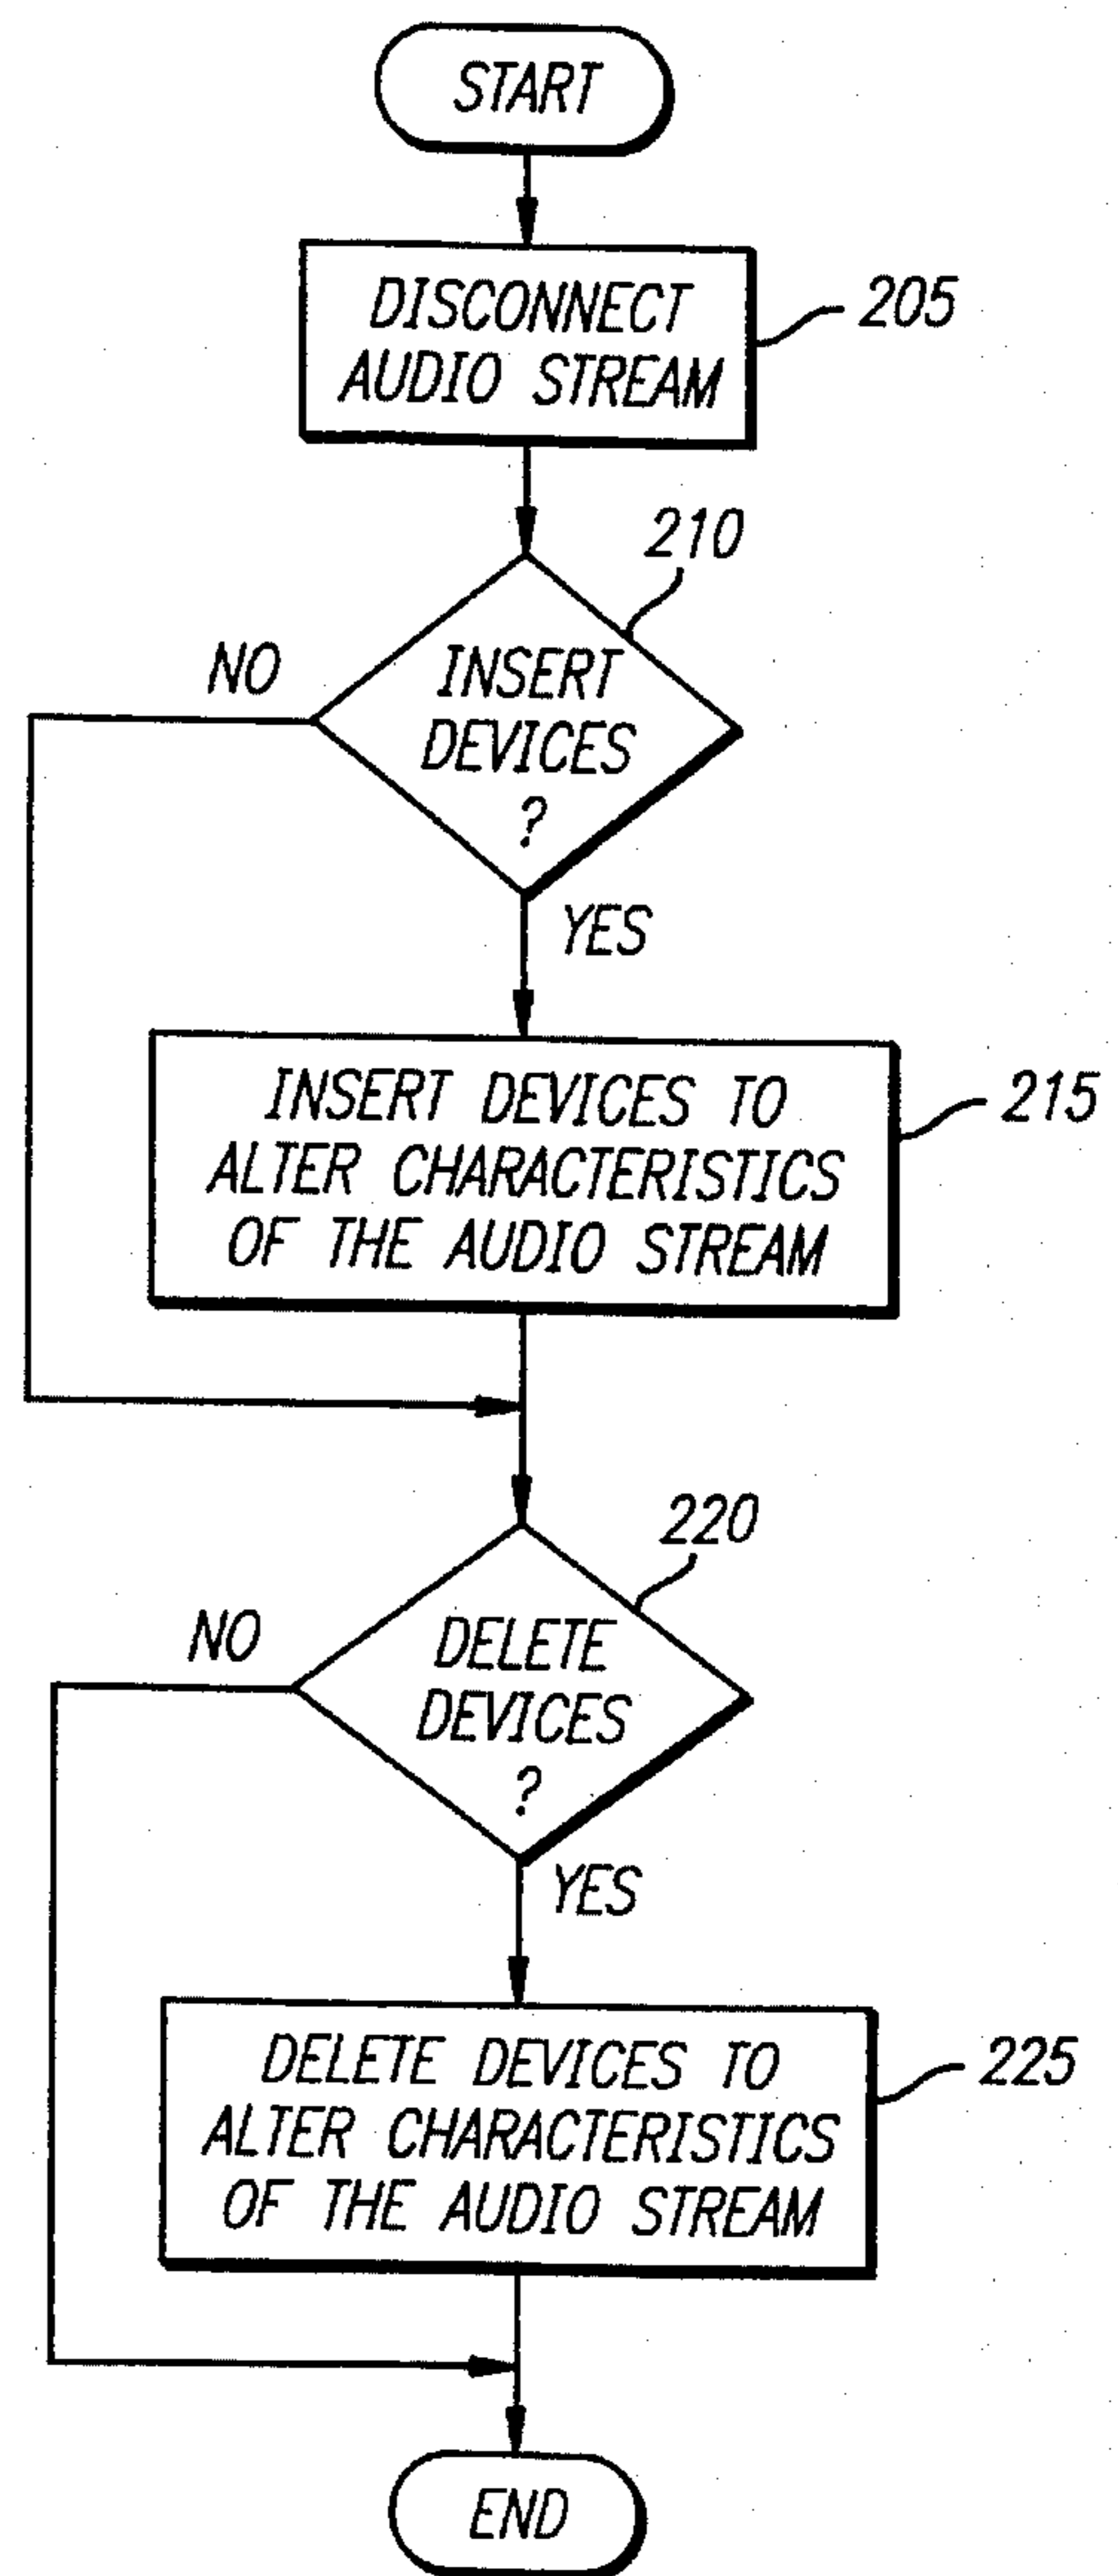 START
DISCONNECT
AUDIO STREAM
205
210
NO
INSERT
DEVICES
?
YES
INSERT DEVICES TO
ALTER CHARACTERISTICS
OF THE AUDIO STREAM
215
220
NO
DELETE
DEVICES
?
YES
DELETE DEVICES TO
ALTER CHARACTERISTICS
OF THE AUDIO STREAM
225
END